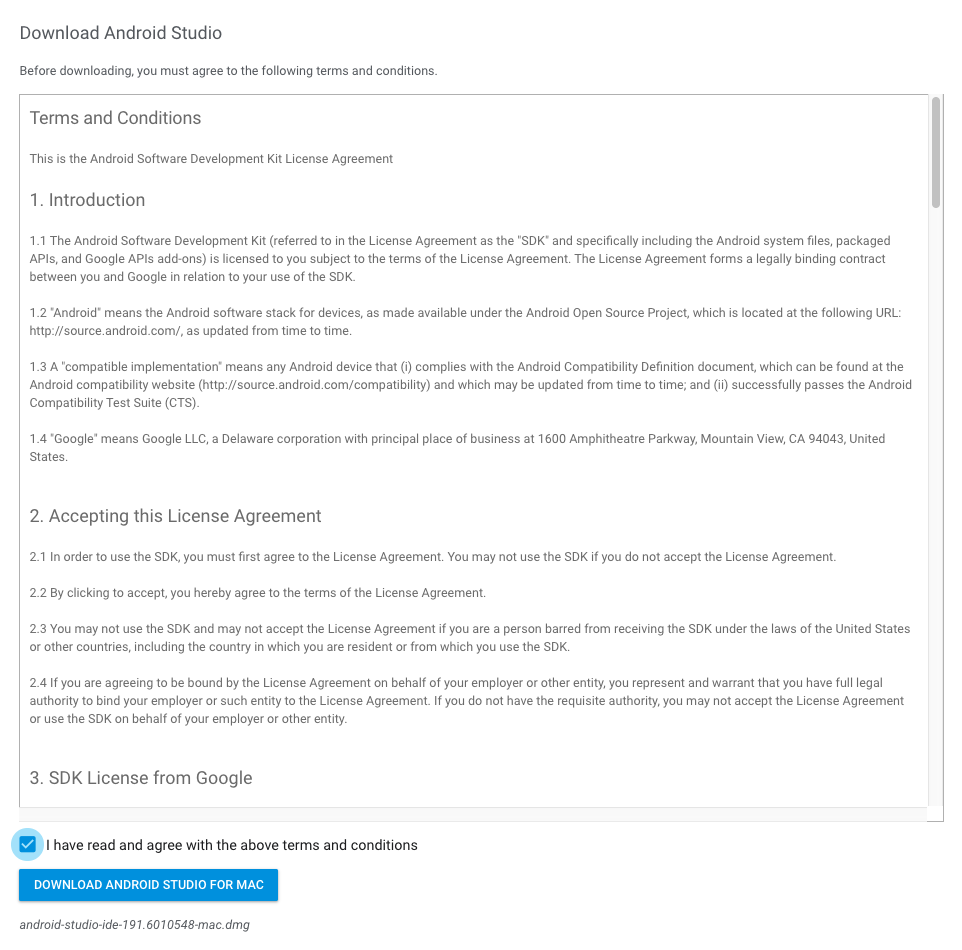 Download Android Studio
Before downloading, you must agree to the following terms and conditions.
Terms and Conditions
This is the Android Software Development Kit License Agreement
1. Introduction
1.1 The Android Software Development Kit (referred to in the License Agreement as the "SDK" and specifically including the Android system files, packaged
APIs, and Google APIs add-ons) is licensed to you subject to the terms of the License Agreement. The License Agreement forms a legally binding contract
between you and Google in relation to your use of the SDK.
1.2 "Android" means the Android software stack for devices, as made available under the Android Open Source Project, which is located at the following URL:
http://source.android.com/, as updated from time to time.
1.3 A "compatible implementation" means any Android device that (i) complies with the Android Compatibility Definition document, which can be found at the
Android compatibility website (http://source.android.com/compatibility) and which may be updated from time to time; and (ii) successfully passes the Android
Compatibility Test Suite (CTS).
1.4 "Google" means Google LLC, a Delaware corporation with principal place of business at 1600 Amphitheatre Parkway, Mountain View, CA 94043, United
States.
2. Accepting this License Agreement
2.1 In order to use the SDK, you must first agree to the License Agreement. You may not use the SDK if you do not accept the License Agreement.
2.2 By clicking to accept, you hereby agree to the terms of the License Agreement.
2.3 You may not use the SDK and may not accept the License Agreement if you are a person barred from receiving the SDK under the laws of the United States
or other countries, including the country in which you are resident or from which you use the SDK.
2.4 If you are agreeing to be bound by the License Agreement on behalf of your employer or other entity, you represent and warrant that you have full legal
authority to bind your employer or such entity to the License Agreement. If you do not have the requisite authority, you may not accept the License Agreement
or use the SDK on behalf of your employer or other entity.
3. SDK License from Google
I have read and agree with the above terms and conditions
DOWNLOAD ANDROID STUDIO FOR MAC
android-studio-ide-191.6010548-mac.dmg